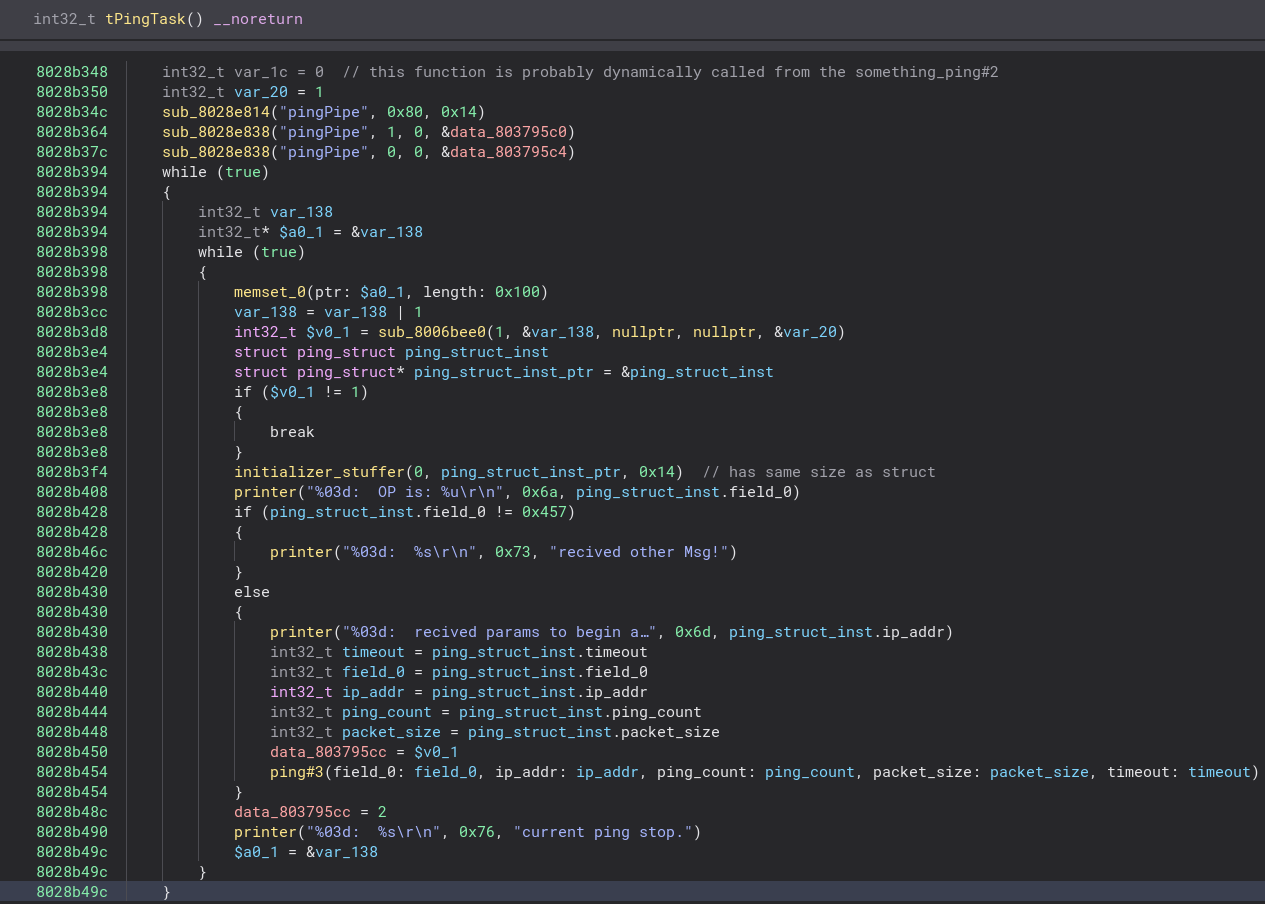 int32_t tPingTask() __noreturn
8028b348 int32_t var_1c = 0  // this function is probably dynamically called from the something_ping#2
8028b350 int32_t var_20 = 1
8028b34c sub_8028e814("pingPipe", 0x80, 0x14)
8028b364 sub_8028e838("pingPipe", 1, 0, &data_803795c0)
8028b37c sub_8028e838("pingPipe", 0, 0, &data_803795c4)
8028b394 while (true)
8028b394 {
8028b394 int32_t var_138
8028b394 int32_t* $a0_1 = &var_138
8028b398 while (true)
8028b398 {
8028b398 memset_0(ptr: $a0_1, length: 0x100)
8028b3cc var_138 = var_138 | 1
8028b3d8 int32_t $v0_1 = sub_8006bee0(1, &var_138, nullptr, nullptr, &var_20)
8028b3e4 struct ping_struct ping_struct_inst
8028b3e4 struct ping_struct* ping_struct_inst_ptr = &ping_struct_inst
8028b3e8 if ($v0_1 != 1)
8028b3e8 {
8028b3e8 break
8028b3e8 }
8028b3f4 initializer_stuffer(0, ping_struct_inst_ptr, 0x14)  // has same size as struct
8028b408 printer("%03d:  OP is: %u\r\n", 0x6a, ping_struct_inst.field_0)
8028b428 if (ping_struct_inst.field_0 != 0x457)
8028b428 {
8028b46c printer("%03d:  %s\r\n", 0x73, "recived other Msg!")
8028b420 }
8028b430 else
8028b430 {
8028b430 printer("%03d:  recived params to begin a…", 0x6d, ping_struct_inst.ip_addr)
8028b438 int32_t timeout = ping_struct_inst.timeout
8028b43c int32_t field_0 = ping_struct_inst.field_0
8028b440 int32_t ip_addr = ping_struct_inst.ip_addr
8028b444 int32_t ping_count = ping_struct_inst.ping_count
8028b448 int32_t packet_size = ping_struct_inst.packet_size
8028b450 data_803795cc = $v0_1
8028b454 ping#3(field_0: field_0, ip_addr: ip_addr, ping_count: ping_count, packet_size: packet_size, timeout: timeout)
8028b454 }
8028b48c data_803795cc = 2
8028b490 printer("%03d:  %s\r\n", 0x76, "current ping stop.")
8028b49c $a0_1 = &var_138
8028b49c }
8028b49c }